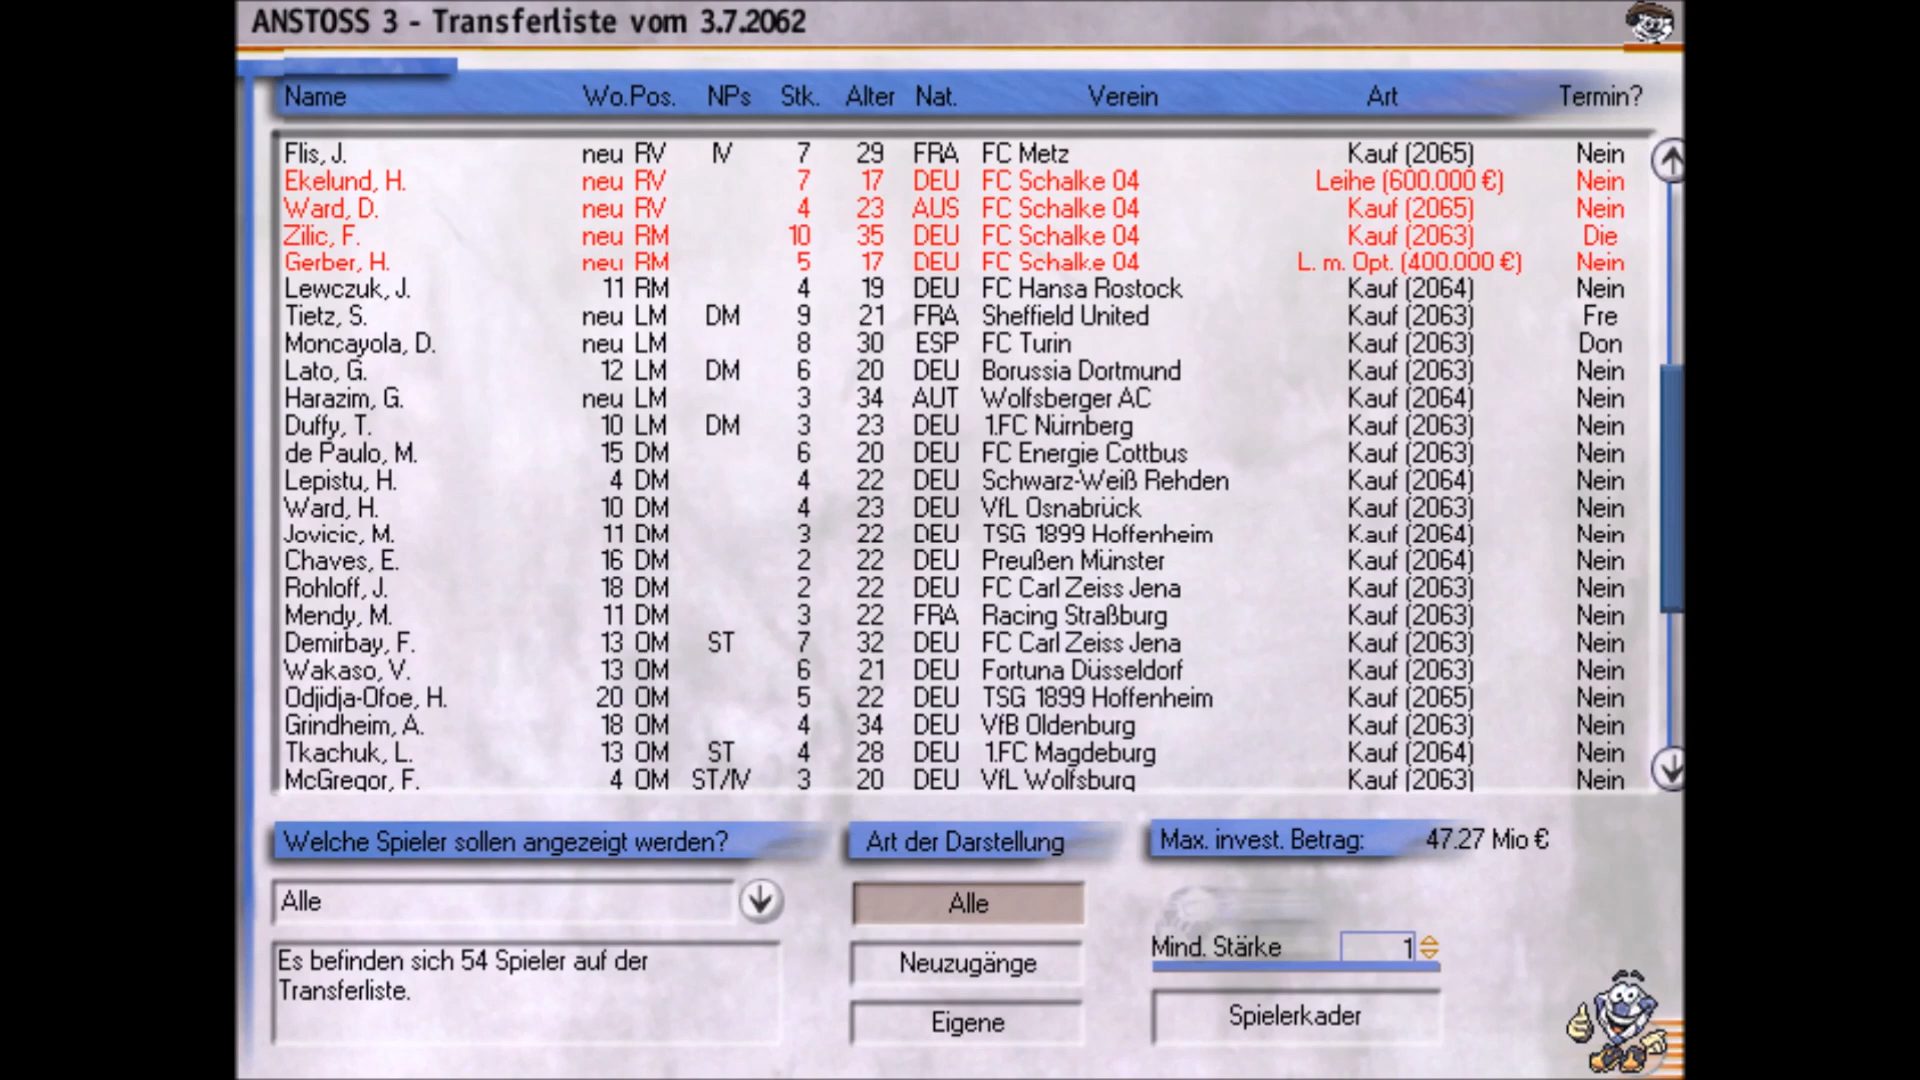 ANSTOSS 3 - Transferliste vom 3.7.2062
Name Wo. Pos. NPs Stk. Alter Nat. Verein Art Termin?
Flis, J. neu RV IV 7 29 FRA FC Metz Kauf (2065) Nein
Ekelund, H. neu RV 7 17 DEU FC Schalke 04 Leihe (600.000 €) Nein
Ward, D. neu RV 4 23 AUS FC Schalke 04 Kauf (2065) Nein
Zilic, F. neu RM 10 35 DEU FC Schalke 04 Kauf (2063) Die
Gerber, H. neu RM 5 17 DEU FC Schalke 04 L. m. Opt. (400.000 €) Nein
Lewczuk, J. 11 RM 4 19 DEU FC Hansa Rostock Kauf (2064) Nein
Tietz, S. neu LM DM 9 21 FRA Sheffield United Kauf (2063) Fre
Moncayola, D. neu LM 8 30 ESP FC Turin Kauf (2063) Don
Lato, G. 12 LM DM 6 20 DEU Borussia Dortmund Kauf (2063) Nein
Harazim, G. neu LM 3 34 AUT Wolfsberger AC Kauf (2064) Nein
Duffy, T. 10 LM DM 3 23 DEU 1.FC Nürnberg Kauf (2063) Nein
de Paulo, M. 15 DM 6 20 DEU FC Energie Cottbus Kauf (2063) Nein
Lepistu, H. 4 DM 4 22 DEU Schwarz-Weiß Rehden Kauf (2064) Nein
Ward, H. 10 DM 4 23 DEU VfL Osnabrück Kauf (2063) Nein
Jovicic, M. 11 DM 3 22 DEU TSG 1899 Hoffenheim Kauf (2064) Nein
Chaves, E. 16 DM 2 22 DEU Preußen Münster Kauf (2064) Nein
Rohloff, J. 18 DM 2 22 DEU FC Carl Zeiss Jena Kauf (2063) Nein
Mendy, M. 11 DM 3 22 FRA Racing Straßburg Kauf (2063) Nein
Demirbay, F. 13 OM ST 7 32 DEU FC Carl Zeiss Jena Kauf (2063) Nein
Wakaso, V. 13 OM 6 21 DEU Fortuna Düsseldorf Kauf (2063) Nein
Odjidja-Ofoe, H. 20 OM 5 22 DEU TSG 1899 Hoffenheim Kauf (2065) Nein
Grindheim, A. 18 OM 4 34 DEU VfB Oldenburg Kauf (2063) Nein
Tkachuk, L. 13 OM ST 4 28 DEU 1.FC Magdeburg Kauf (2064) Nein
McGregor, F. 4 OM ST/IV 3 20 DEU VfL Wolfsburg Kauf (2063) Nein
Welche Spieler sollen angezeigt werden? Art der Darstellung Max. invest. Betrag: 47.27 Mio €
Alle
Alle
Es befinden sich 54 Spieler auf der
Transferliste.
Neuzugänge
Eigene
Mind. Stärke 1
Spielerkader